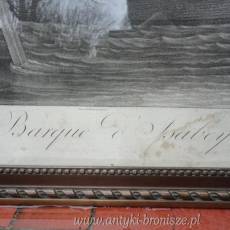 Barque d'Isabey
www.antyki-bronisze.pl